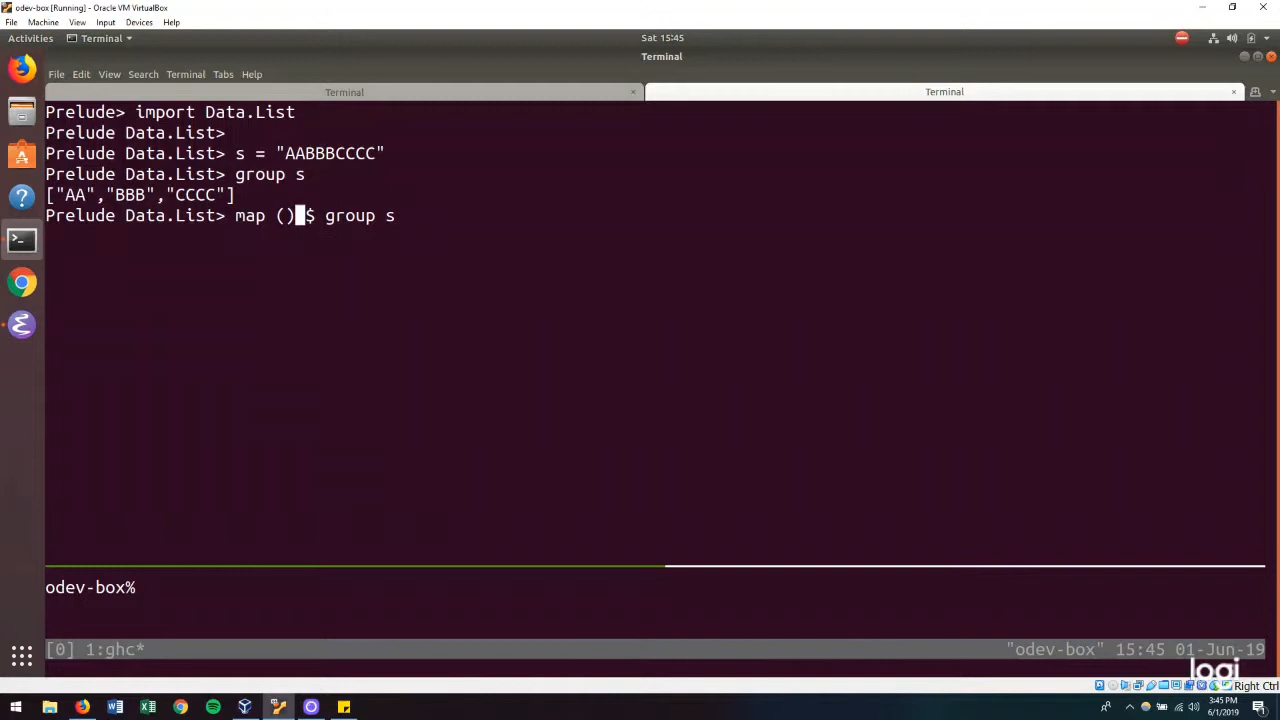 odev-box [Running] - Oracle VM VirtualBox
File Machine View Input Devices Help
Activities Terminal Sat 15:45
Terminal
File Edit View Search Terminal Tabs Help
Terminal Terminal
Prelude> import Data.List
Prelude Data.List>
Prelude Data.List> s = "AABBBCCCC"
Prelude Data.List> group s
["AA","BBB","CCCC"]
Prelude Data.List> map () $ group s
odev-box%
[0] 1:ghc* "odev-box" 15:45 01-Jun-19
logi
Right Ctrl
3:45 PM
6/1/2019